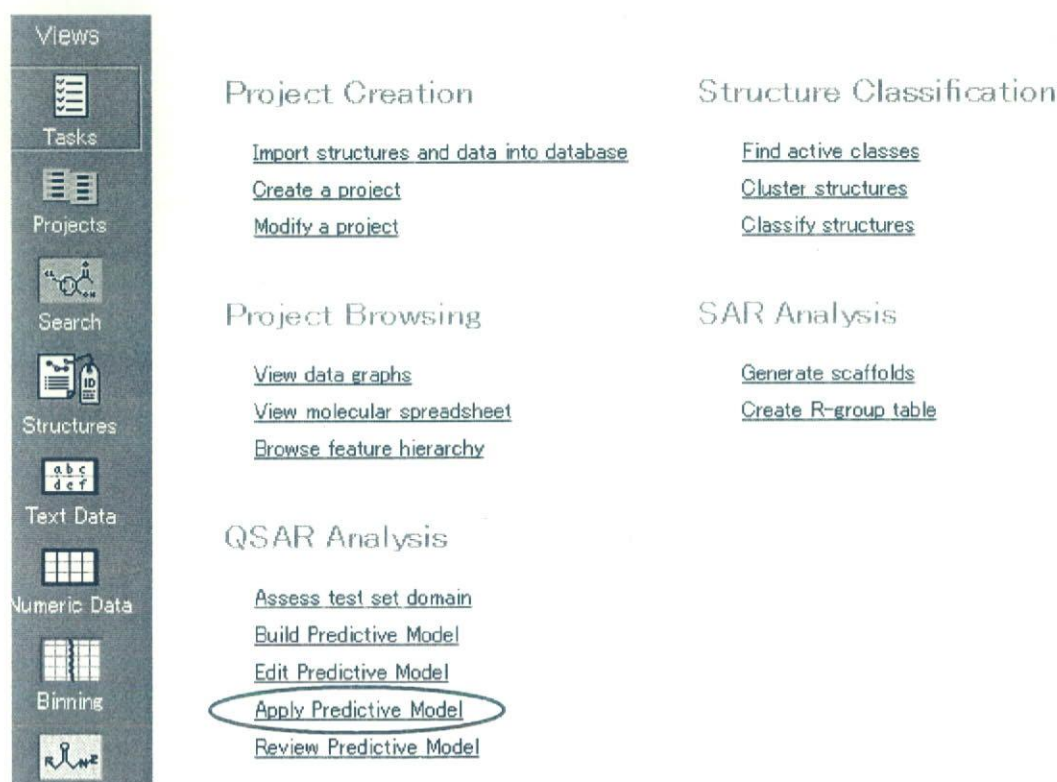 Views
Tasks
Projects
Search
Structures
Text Data
Numeric Data
Binning
Project Creation
Import structures and data into database
Create a project
Modify a project
Structure Classification
Find active classes
Cluster structures
Classify structures
Project Browsing
View data graphs
View molecular spreadsheet
Browse feature hierarchy
SAR Analysis
Generate scaffolds
Create R-group table
QSAR Analysis
Assess test set domain
Build Predictive Model
Edit Predictive Model
Apply Predictive Model
Review Predictive Model